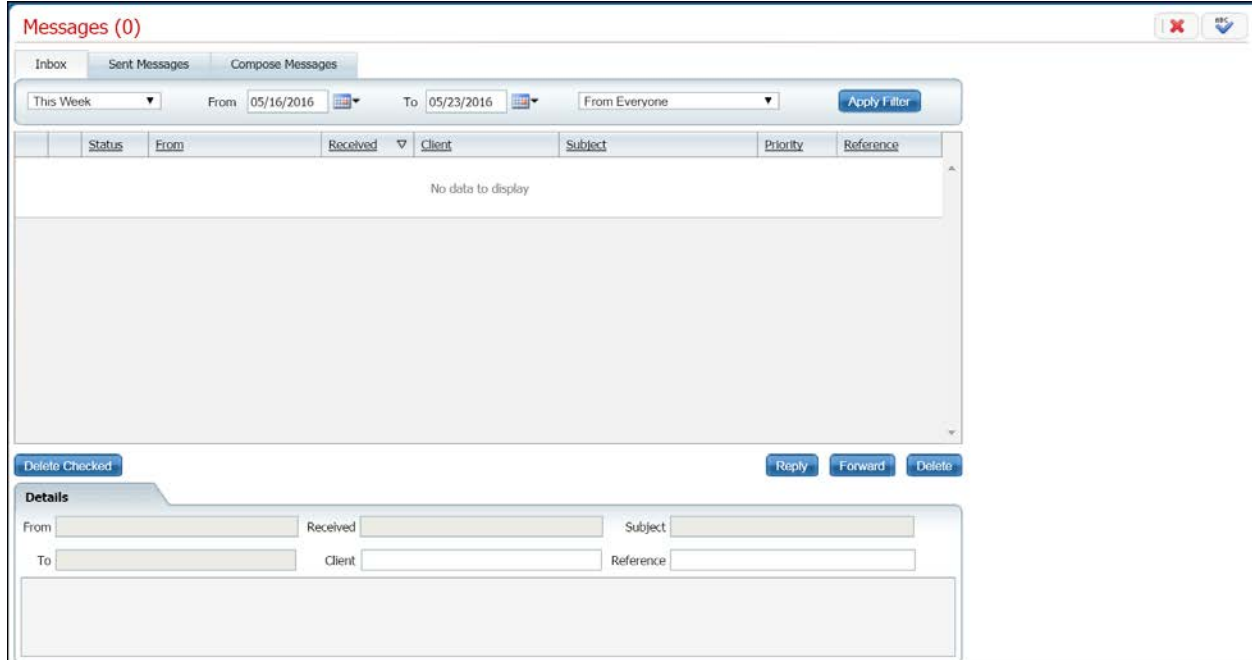 Messages (0)
ABC
Inbox Sent Messages Compose Messages
This Week From 05/16/2016 To 05/23/2016 From Everyone Apply Filter
Status From Received Client Subject Priority Reference
No data to display
Delete Checked Reply Forward Delete
Details
From Received Subject
To Client Reference